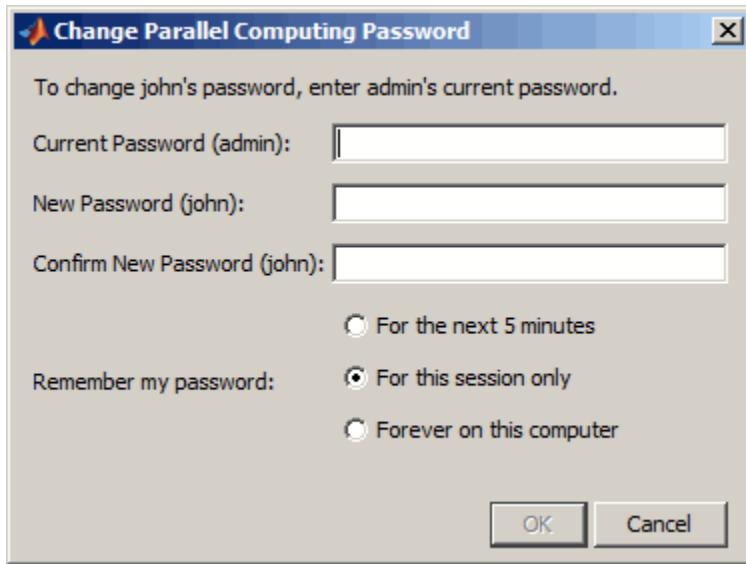 Change Parallel Computing Password
To change john's password, enter admin's current password.
Current Password (admin):
New Password (john):
Confirm New Password (john):
For the next 5 minutes
Remember my password:
For this session only
Forever on this computer
OK Cancel